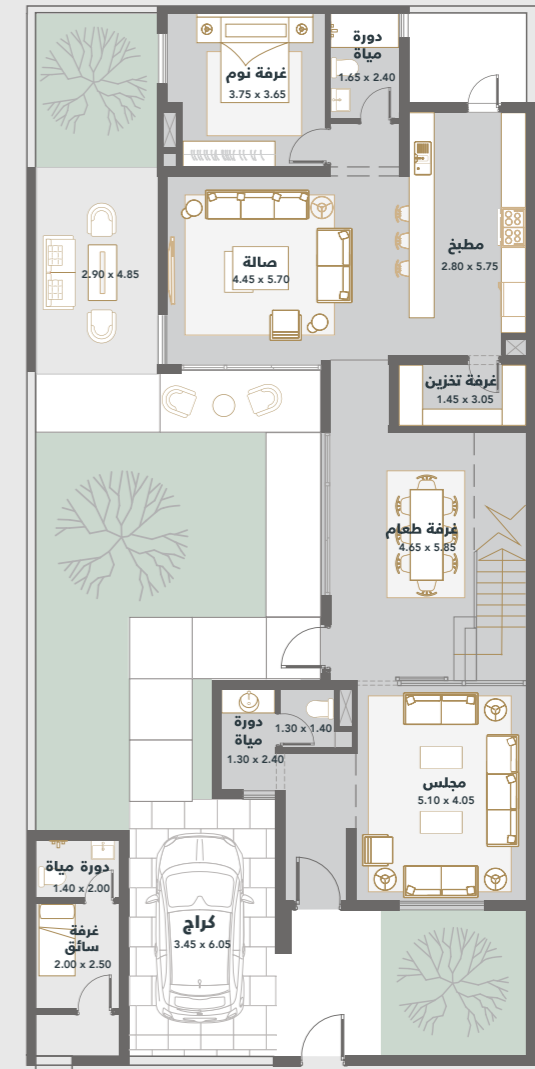 دورة
مياة
1.65 x 2.40
غرفة نوم
3.75 x 3.65
مطبخ
2.80 x 5.75
صالة
4.45 x 5.70
2.90 x 4.85
غرفة تخزين
1.45 x 3.05
غرفة طعام
4.65 x 5.85
دورة
مياة
1.30 x 2.40
1.30 x 1.40
مجلس
5.10 x 4.05
دورة مياة
1.40 x 2.00
غرفة
سائق
2.00 x 2.50
كراج
3.45 x 6.05